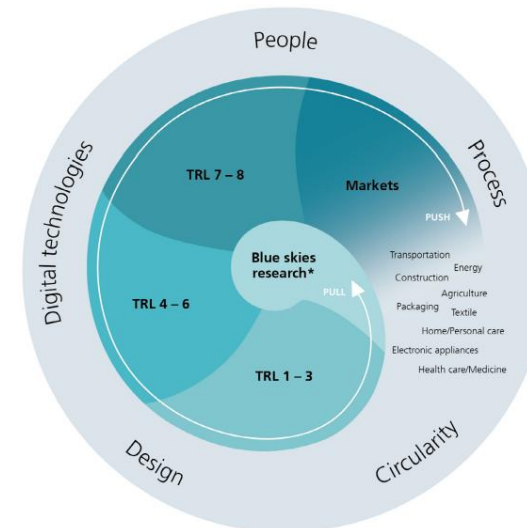 People
Digital technologies
Process
TRL 7 – 8
Markets
PUSH
Blue skies
research*
PULL
TRL 4 – 6
TRL 1 – 3
Transportation
Energy
Construction
Agriculture
Packaging
Textile
Home/Personal care
Electronic appliances
Health care/Medicine
Design
Circularity